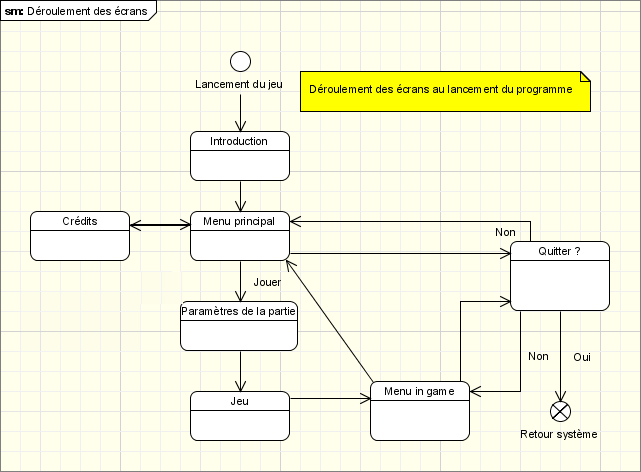 sm: Déroulement des écrans
Lancement du jeu
Déroulement des écrans au lancement du programme
Introduction
Crédits
Menu principal
Non
Quitter ?
Jouer
Paramètres de la partie
Non
Oui
Jeu
Menu in game
Retour système